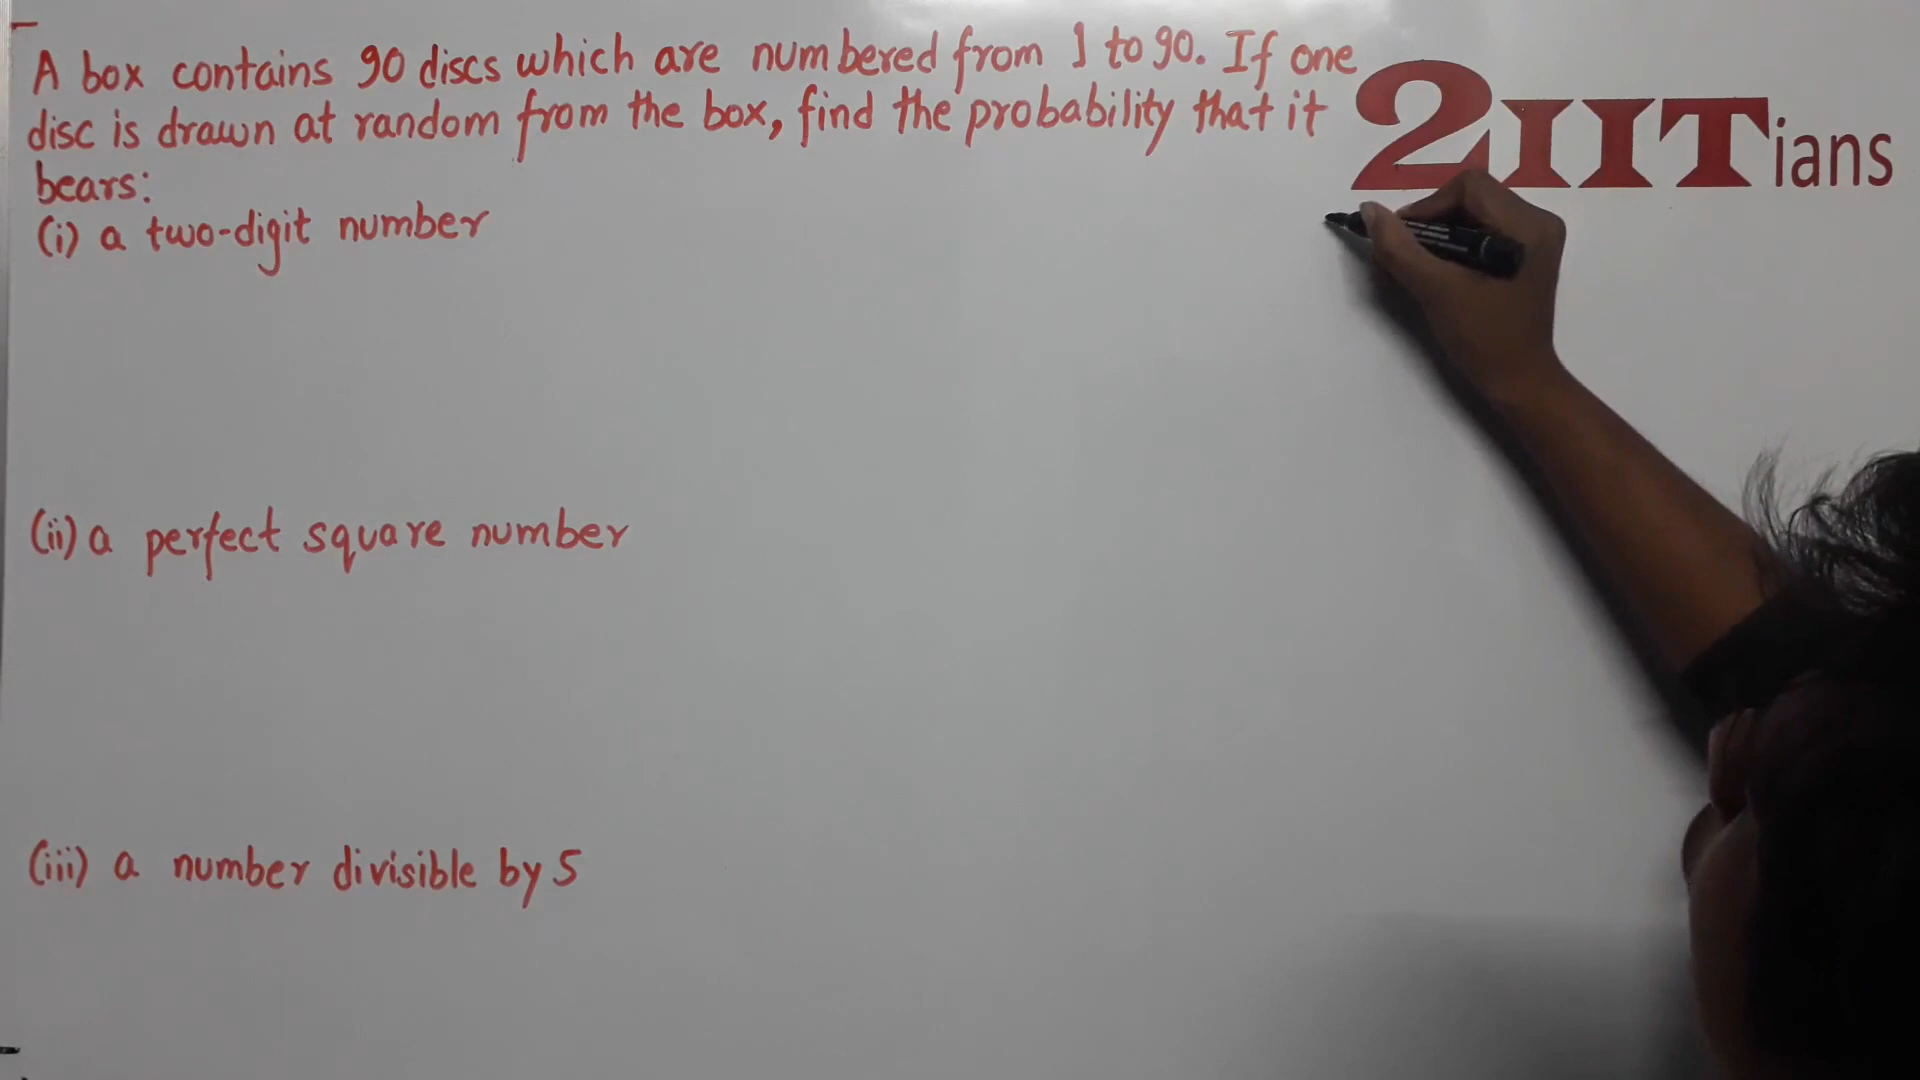 A box contains 90 discs which are numbered from 1 to 90. If one
disc is drawn at random from the box, find the probability that it
bears:
(i) a two-digit number
(ii) a perfect square number
(iii) a number divisible by 5
2IITians